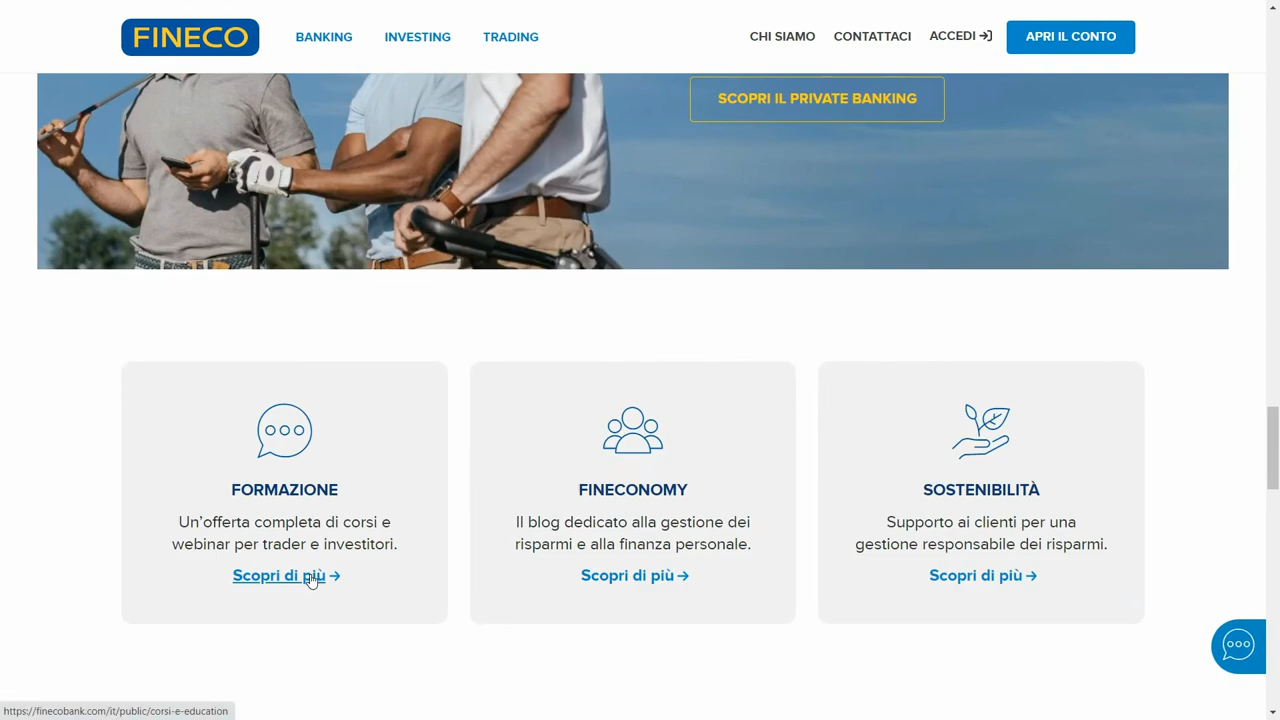 FINECO
BANKING
INVESTING
TRADING
CHI SIAMO
CONTATTACI
ACCEDI
APRI IL CONTO
SCOPRI IL PRIVATE BANKING
FORMAZIONE
Un'offerta completa di corsi e
webinar per trader e investitori.
Scopri di più
FINECONOMY
Il blog dedicato alla gestione dei
risparmi e alla finanza personale.
Scopri di più
SOSTENIBILITÀ
Supporto ai clienti per una
gestione responsabile dei risparmi.
Scopri di più
https://finecobank.com/it/public/corsi-e-education